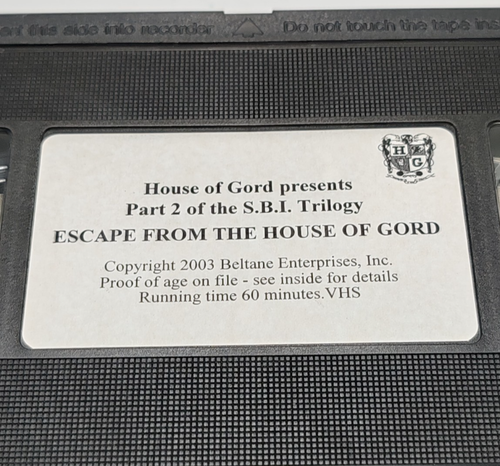 this side into recorder Do not touch the tape ins
H G
House of Gord presents
Part 2 of the S.B.I. Trilogy
ESCAPE FROM THE HOUSE OF GORD
Copyright 2003 Beltane Enterprises, Inc.
Proof of age on file - see inside for details
Running time 60 minutes.VHS